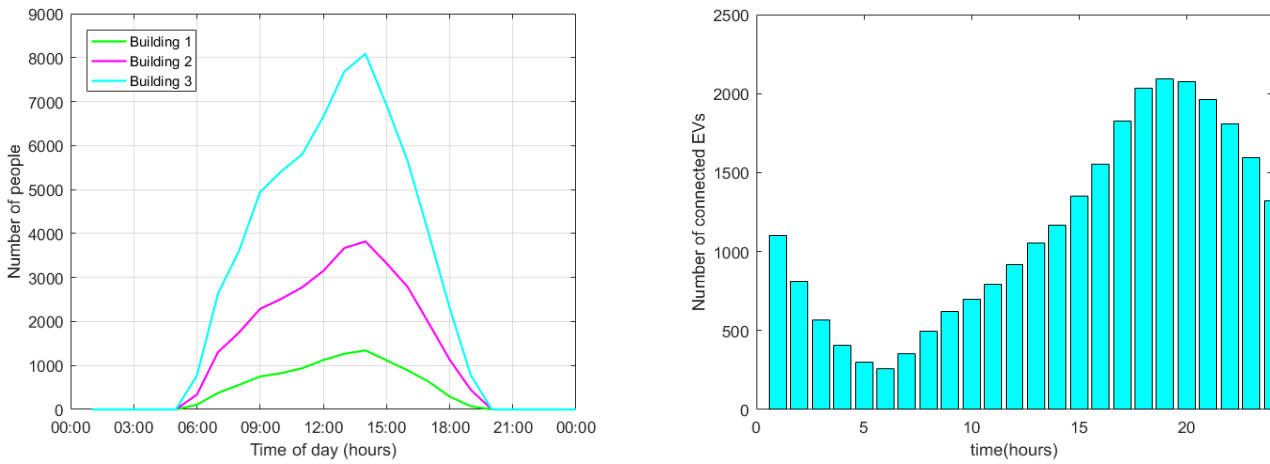 9000
8000
7000
6000
5000
4000
3000
2000
1000
0
Number of people
Building 1
Building 2
Building 3
00:00 03:00 06:00 09:00 12:00 15:00 18:00 21:00 00:00
Time of day (hours)
2500
2000
1500
1000
500
0
Number of connected EVs
0 5 10 15 20
time(hours)